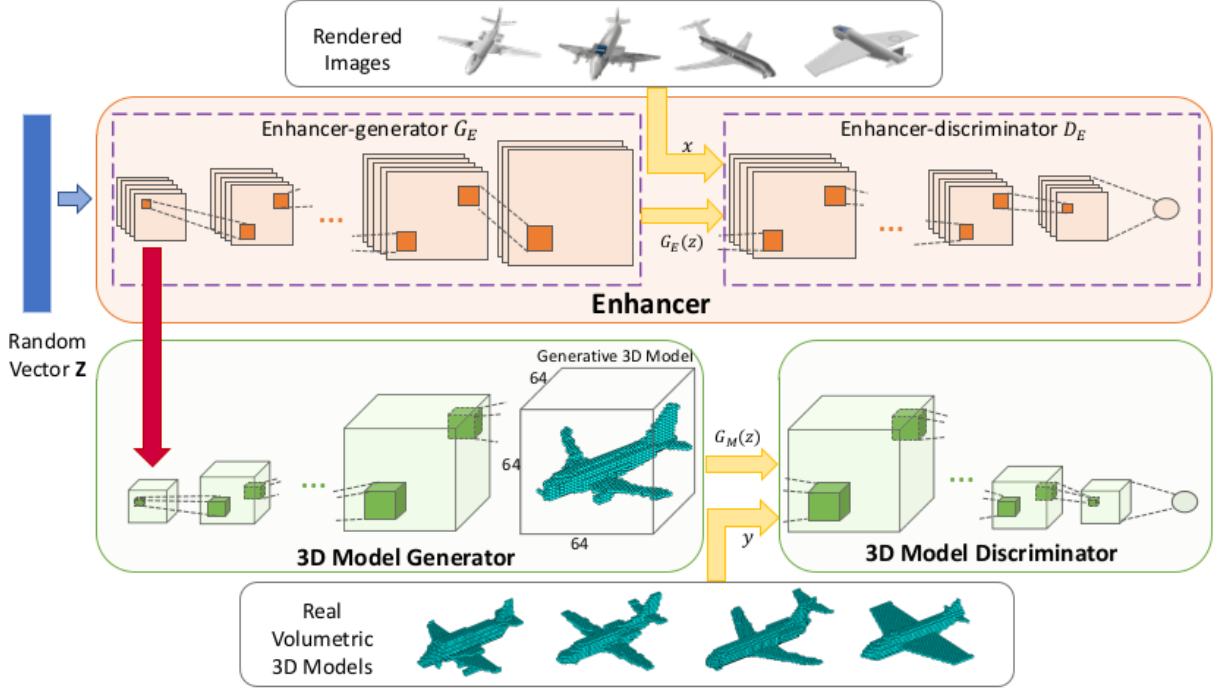 Rendered
Images
Enhancer-generator G_E
Enhancer-discriminator D_E
x
...
...
G_E(z)
Enhancer
Random
Vector Z
Generative 3D Model
64
64
64
G_M(z)
...
...
y
3D Model Generator
3D Model Discriminator
Real
Volumetric
3D Models